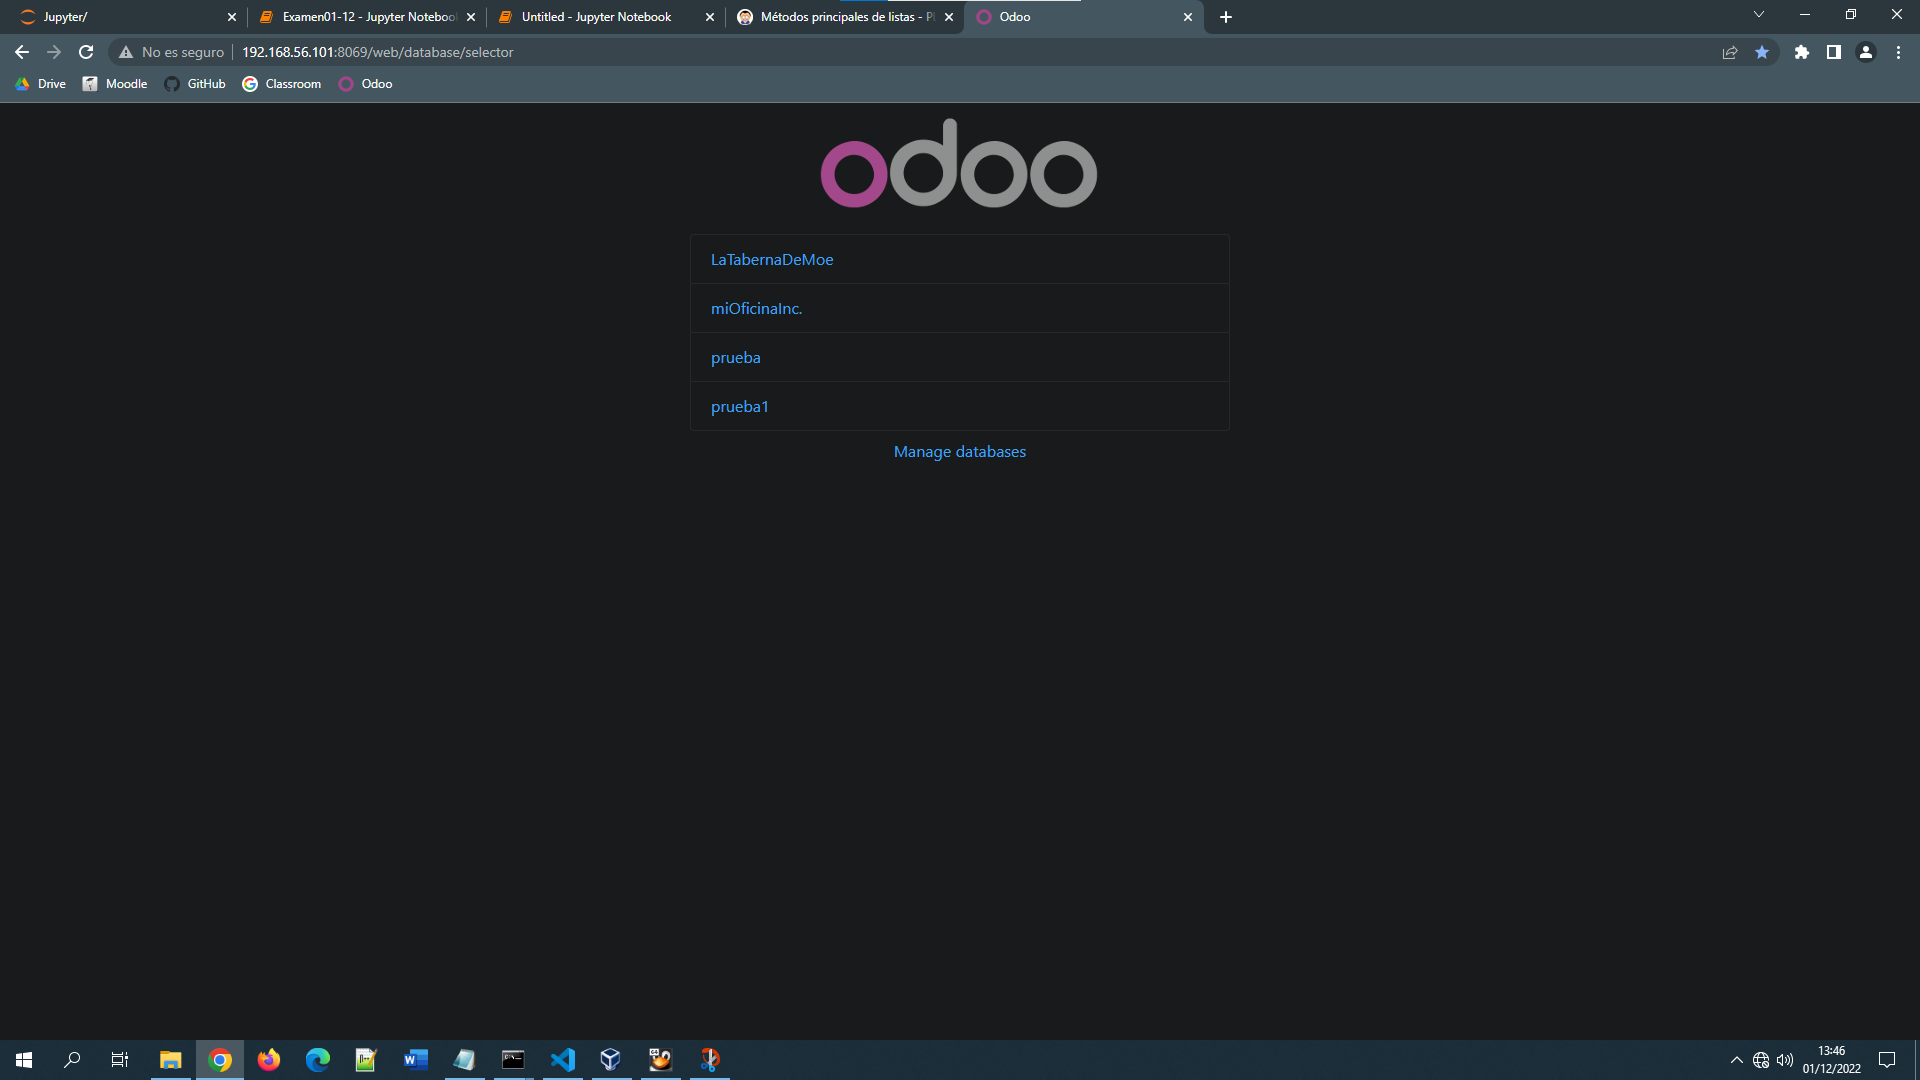 Jupyter/
Examen01-12 - Jupyter Notebook
Untitled - Jupyter Notebook
Métodos principales de listas - P
Odoo
No es seguro
192.168.56.101:8069/web/database/selector
Drive
Moodle
GitHub
Classroom
Odoo
odoo
LaTabernaDeMoe
miOficinaInc.
prueba
prueba1
Manage databases
13:46
01/12/2022